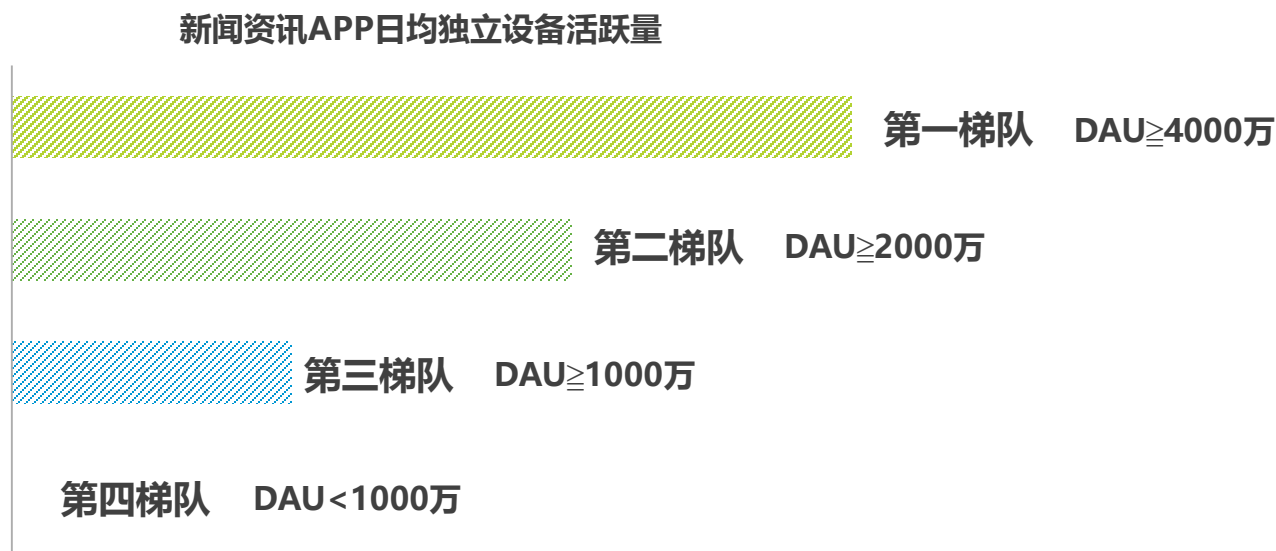 新闻资讯APP日均独立设备活跃量
第一梯队 DAU≧4000万
第二梯队 DAU≧2000万
第三梯队 DAU≧1000万
第四梯队 DAU<1000万